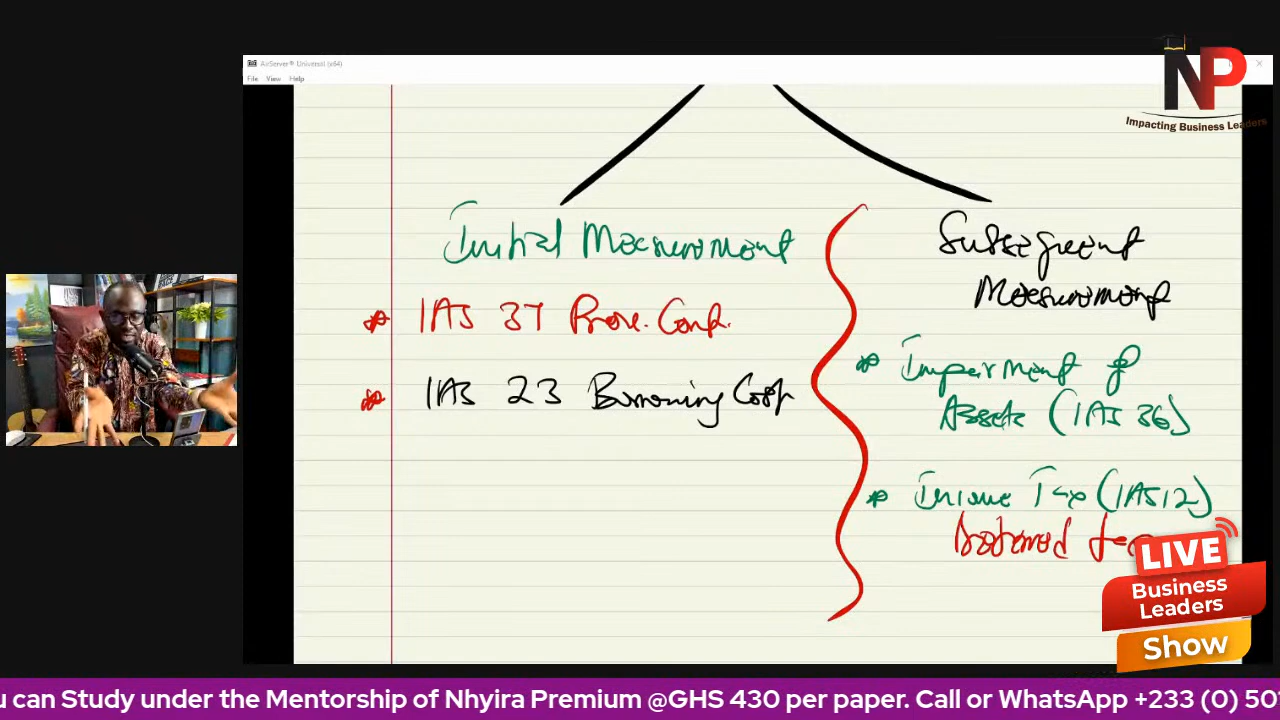 AirServer® Universal (x64)
File View Help
NP
Impacting Business Leaders
Initial Measurement
* IAS 37 Prov. Cont.
* IAS 23 Borrowing Cost
Subsequent
Measurement
* Impairment of
Assets (IAS 36)
* Income Tax (IAS12)
Deferred tax
LIVE
Business
Leaders
Show
u can Study under the Mentorship of Nhyira Premium @GHS 430 per paper. Call or WhatsApp +233 (0) 50